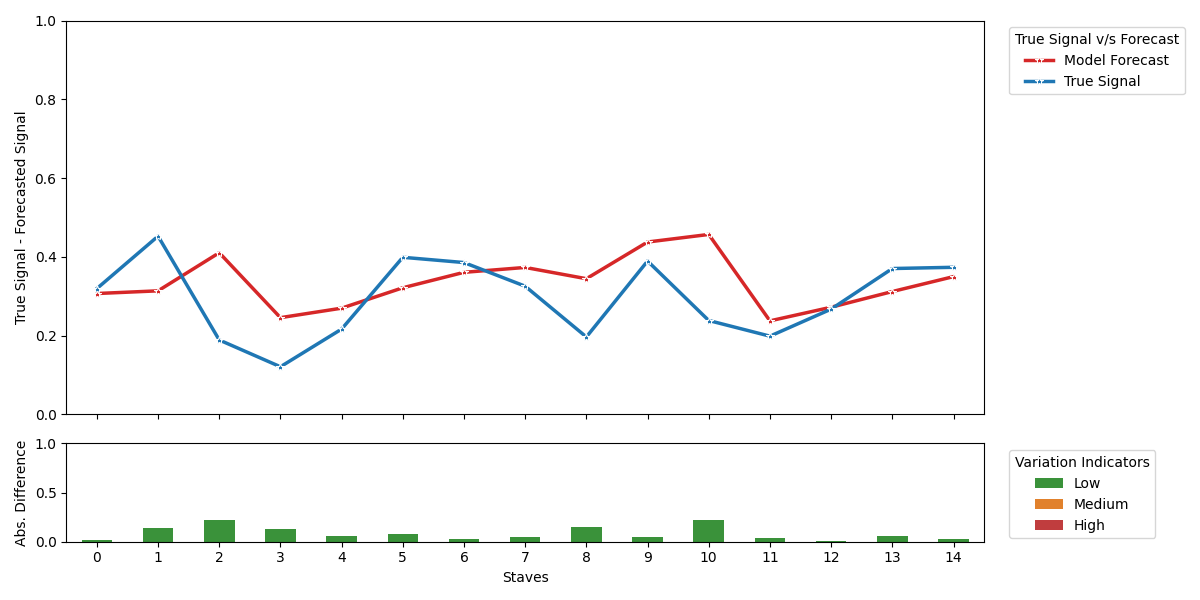 True Signal - Forecasted Signal
1.0
0.8
0.6
0.4
0.2
0.0
True Signal v/s Forecast
Model Forecast
True Signal
Abs. Difference
1.0
0.5
0.0
0 1 2 3 4 5 6 7 8 9 10 11 12 13 14
Staves
Variation Indicators
Low
Medium
High